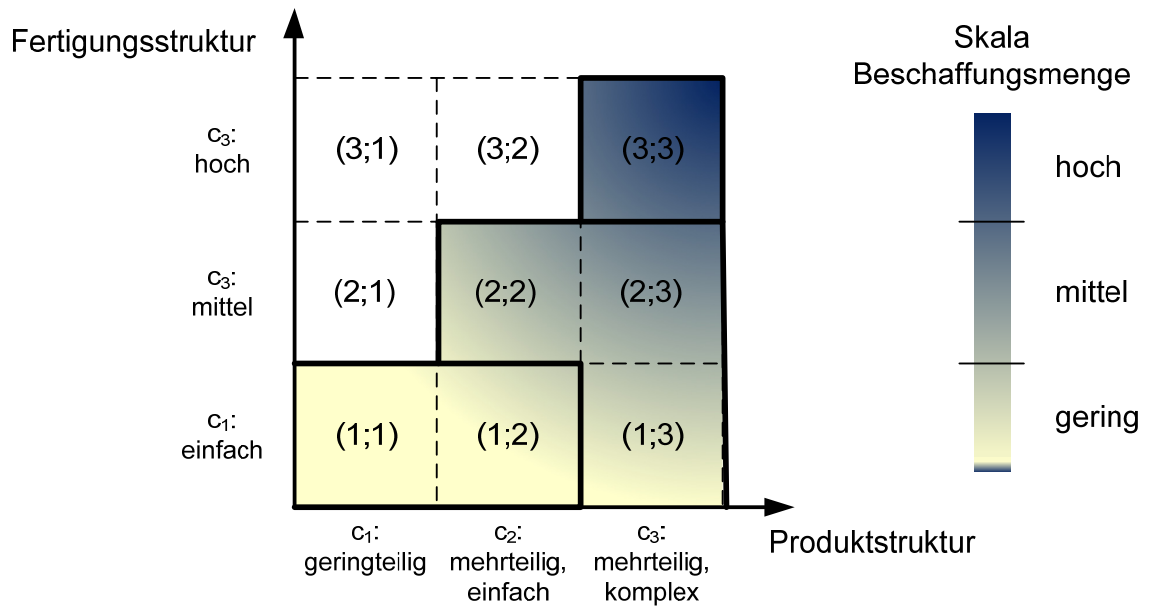 Fertigungsstruktur
Skala
Beschaffungsmenge
c₃:
hoch
(3;1)
(3;2)
(3;3)
hoch
c₃:
mittel
(2;1)
(2;2)
(2;3)
mittel
c₁:
einfach
(1;1)
(1;2)
(1;3)
gering
c₁:
geringteilig
c₂:
mehrteilig,
einfach
c₃:
mehrteilig,
komplex
Produktstruktur